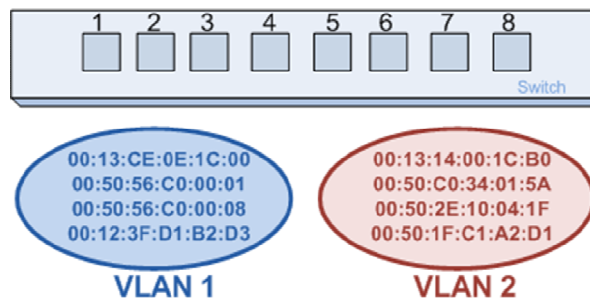 1 2 3 4 5 6 7 8
Switch
00:13:CE:0E:1C:00
00:50:56:C0:00:01
00:50:56:C0:00:08
00:12:3F:D1:B2:D3
VLAN 1
00:13:14:00:1C:B0
00:50:C0:34:01:5A
00:50:2E:10:04:1F
00:50:1F:C1:A2:D1
VLAN 2